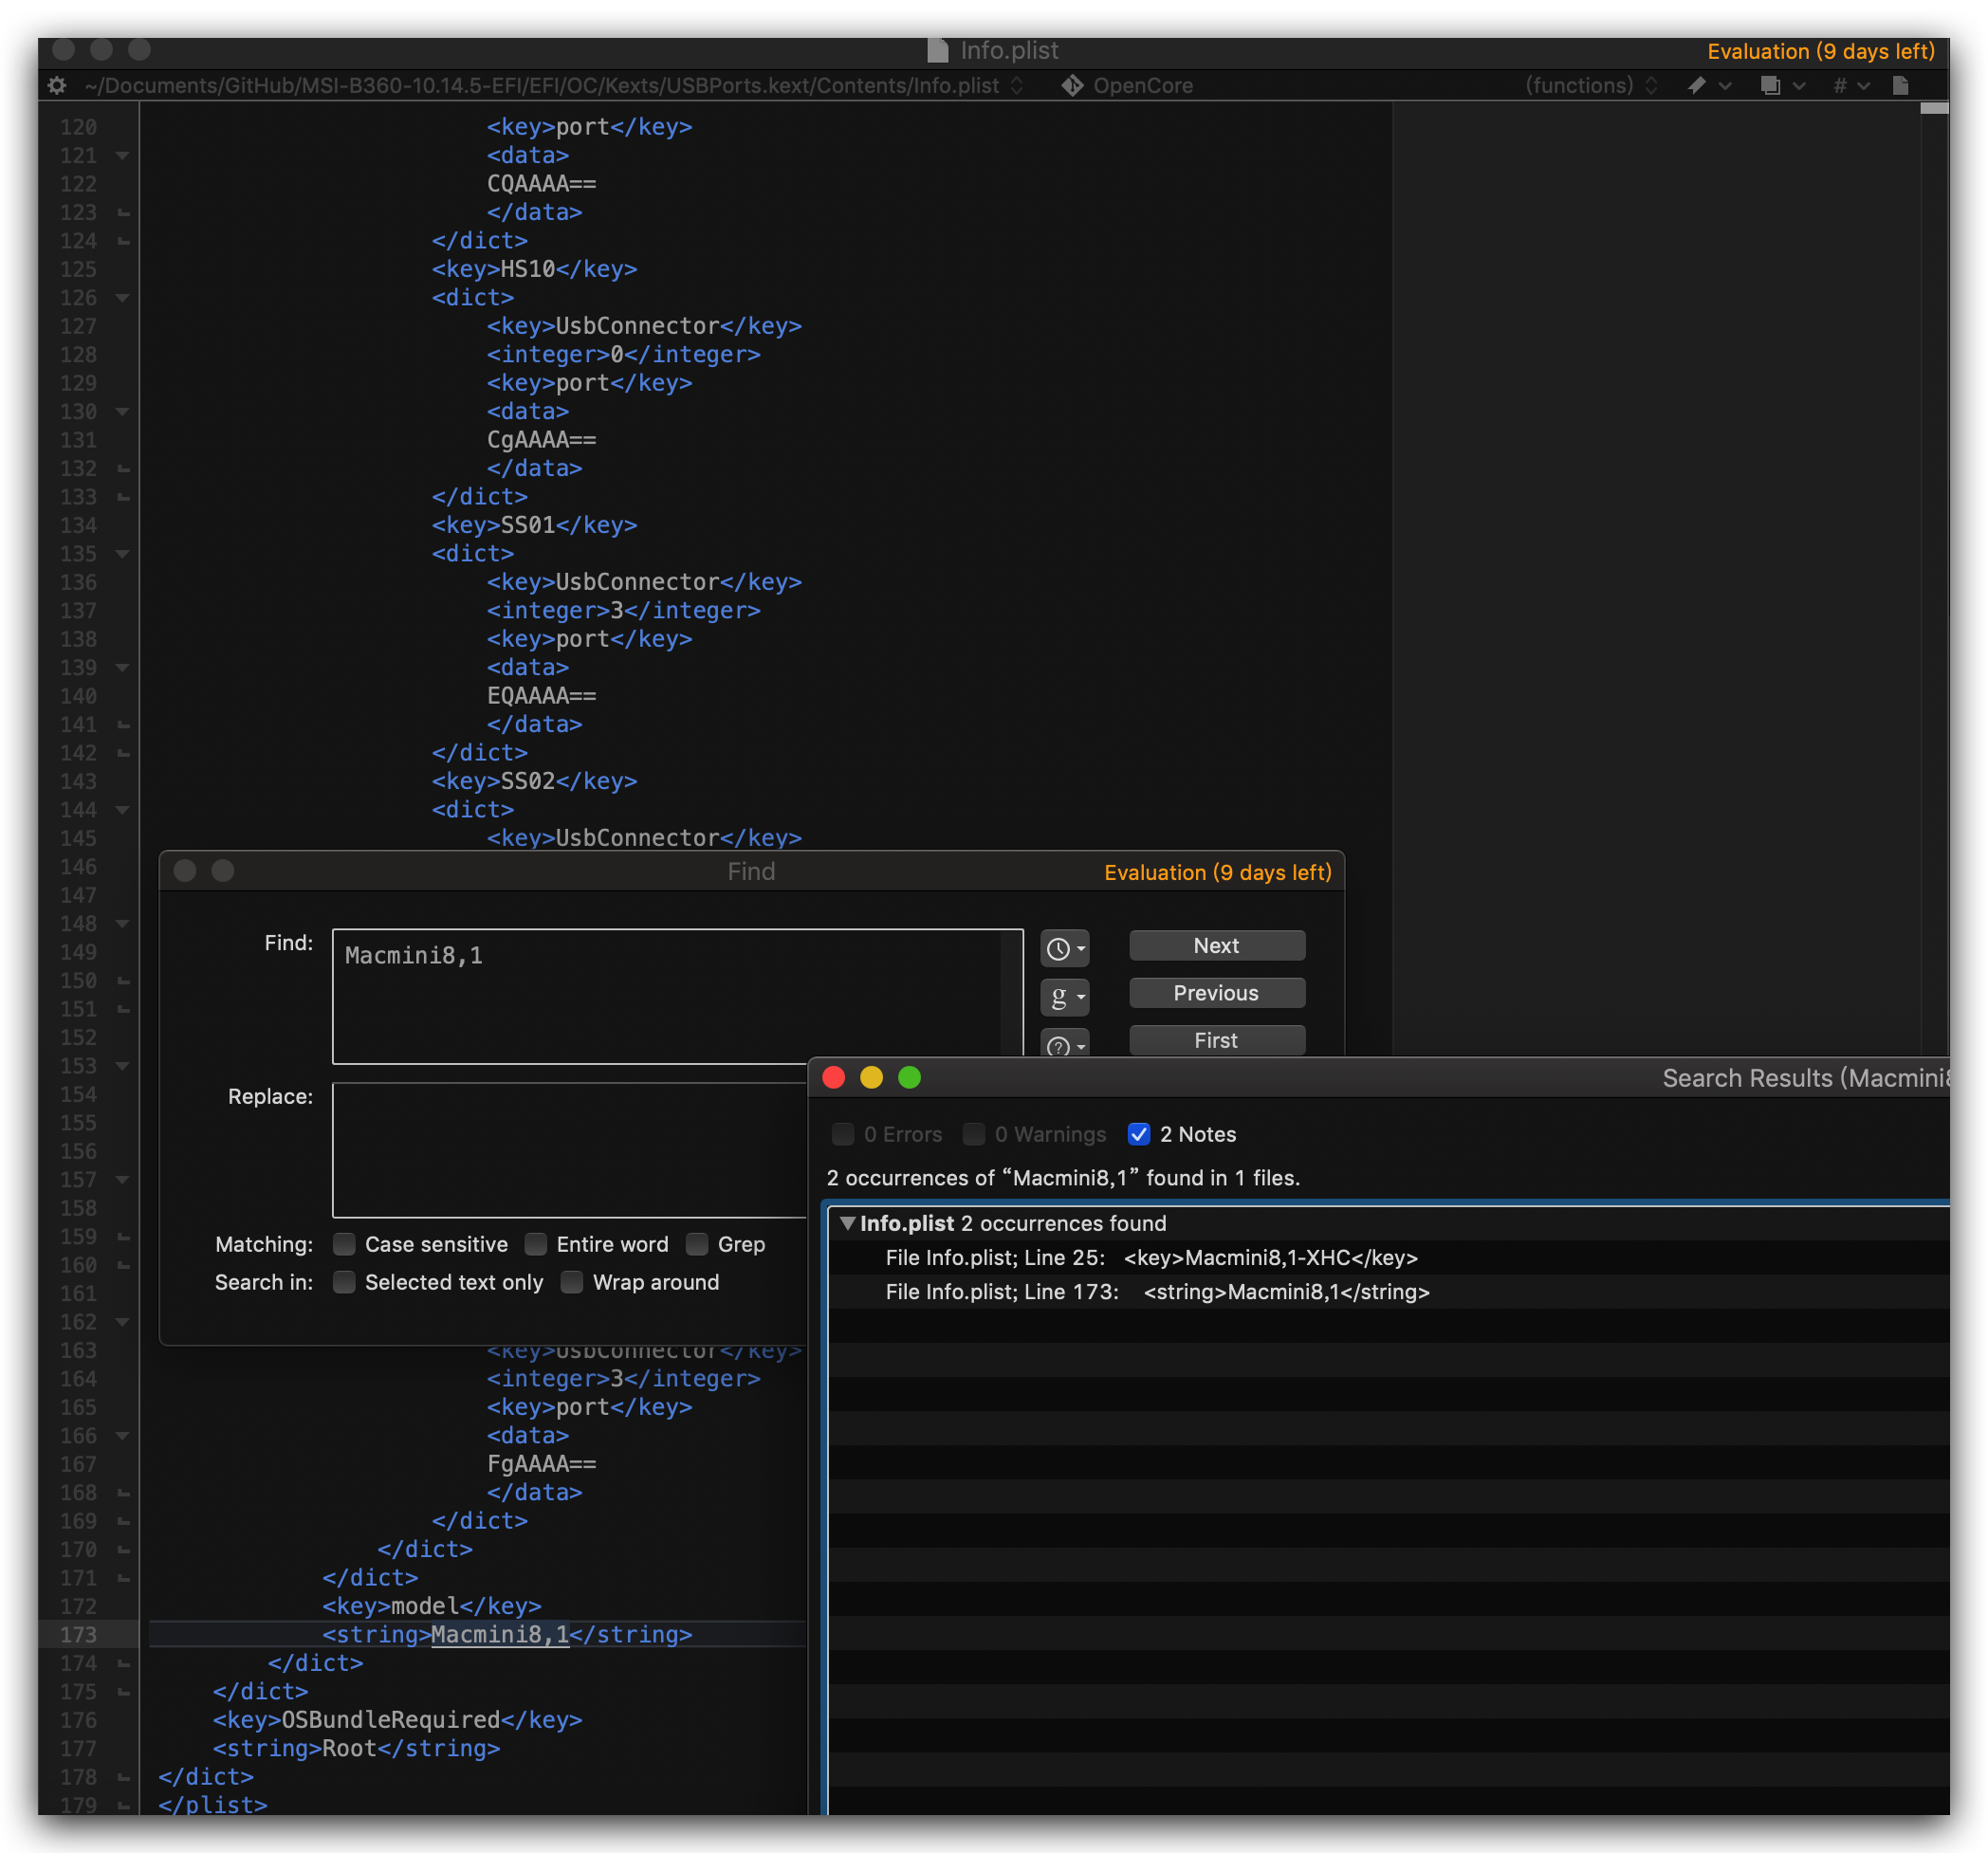 Info.plist
Evaluation (9 days left)
~/Documents/GitHub/MSI-B360-10.14.5-EFI/EFI/OC/Kexts/USBPorts.kext/Contents/Info.plist OpenCore (functions) #
120 <key>port</key>
121 <data>
122 CQAAAA==
123 </data>
124 </dict>
125 <key>HS10</key>
126 <dict>
127 <key>UsbConnector</key>
128 <integer>0</integer>
129 <key>port</key>
130 <data>
131 CgAAAA==
132 </data>
133 </dict>
134 <key>SS01</key>
135 <dict>
136 <key>UsbConnector</key>
137 <integer>3</integer>
138 <key>port</key>
139 <data>
140 EQAAAA==
141 </data>
142 </dict>
143 <key>SS02</key>
144 <dict>
145 <key>UsbConnector</key>
146
147
148
149
150
151
152
153
154
155
156
157
158
159
160
161
162
163 <key>UsbConnector</key>
164 <integer>3</integer>
165 <key>port</key>
166 <data>
167 FgAAAA==
168 </data>
169 </dict>
170 </dict>
171 </dict>
172 <key>model</key>
173 <string>Macmini8,1</string>
174 </dict>
175 </dict>
176 <key>OSBundleRequired</key>
177 <string>Root</string>
178 </dict>
179 </plist>
Find
Evaluation (9 days left)
Find: Macmini8,1
g
?
Next
Previous
First
Replace:
Matching: Case sensitive Entire word Grep
Search in: Selected text only Wrap around
Search Results (Macmini8
0 Errors 0 Warnings 2 Notes
2 occurrences of “Macmini8,1” found in 1 files.
Info.plist 2 occurrences found
File Info.plist; Line 25: <key>Macmini8,1-XHC</key>
File Info.plist; Line 173: <string>Macmini8,1</string>